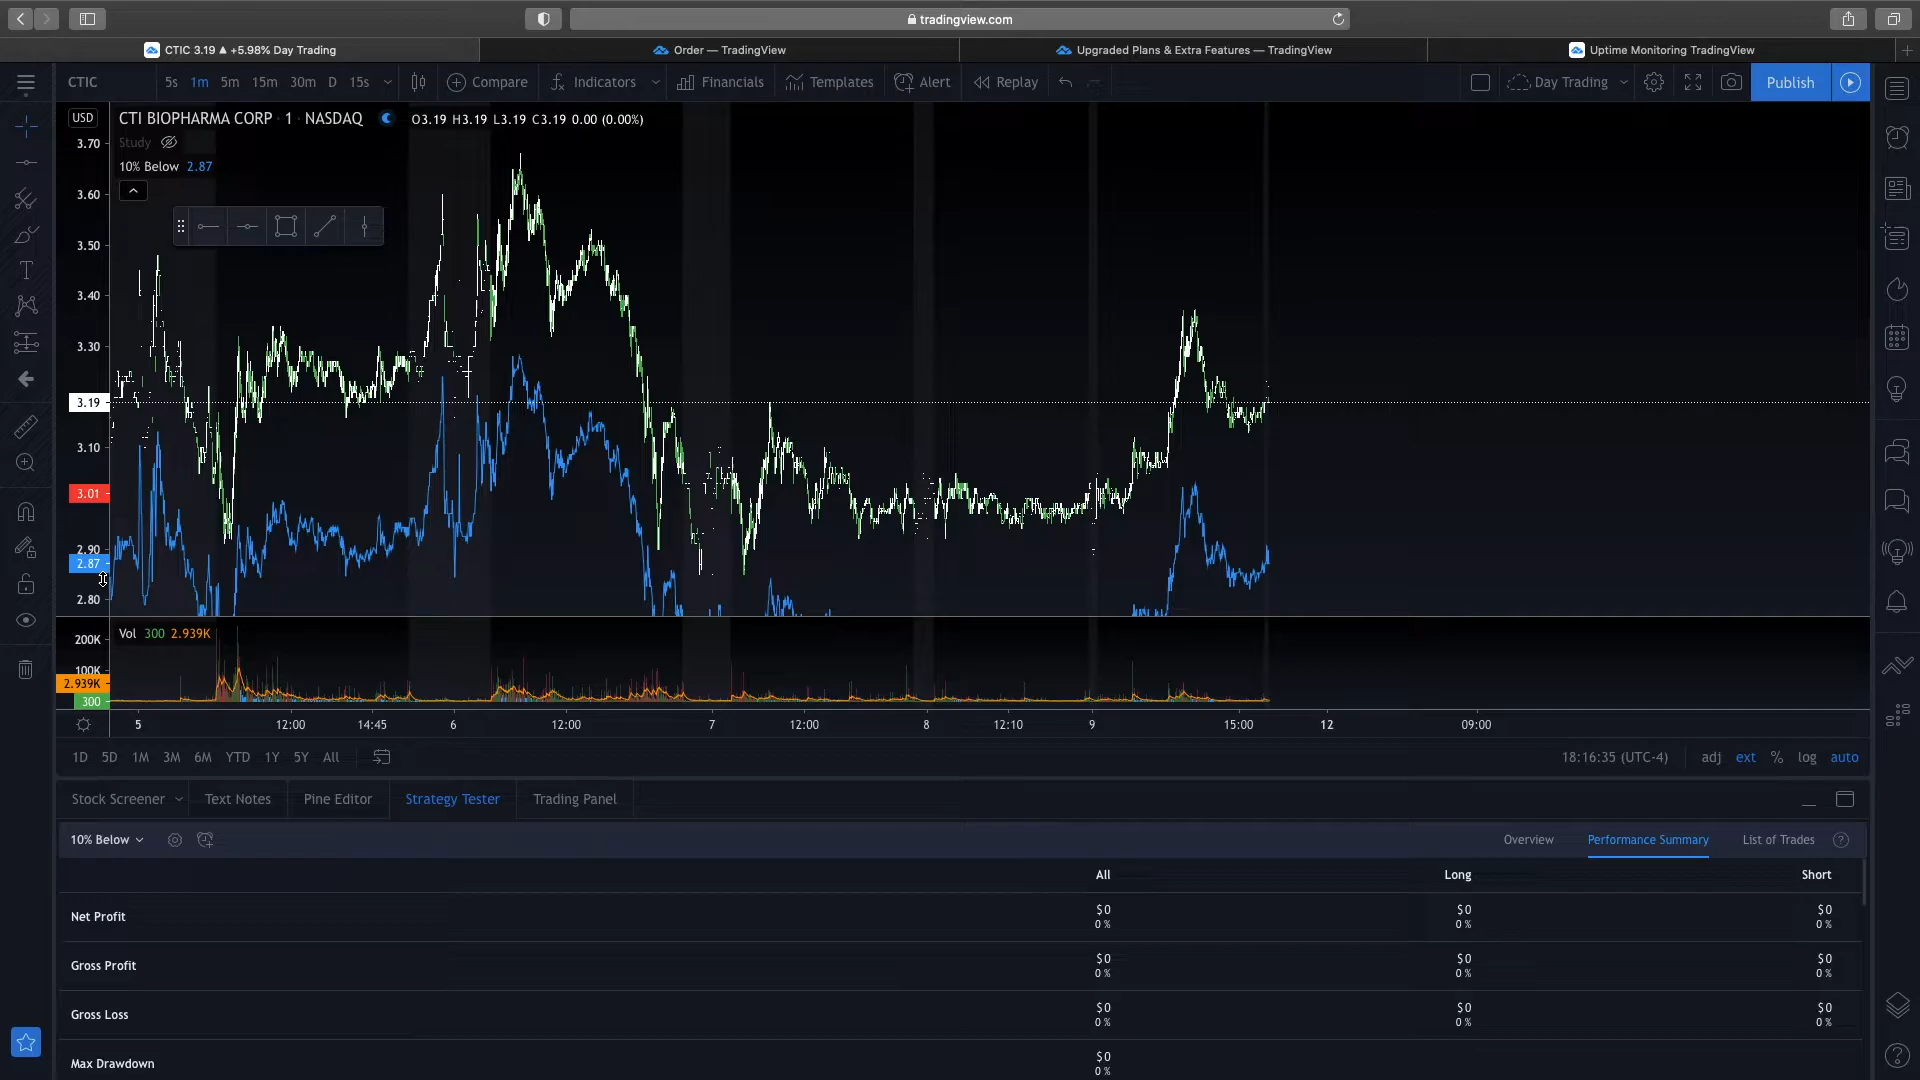 tradingview.com
CTIC 3.19 ▲ +5.98% Day Trading
Order — TradingView
Upgraded Plans & Extra Features — TradingView
Uptime Monitoring TradingView
CTIC 5s 1m 5m 15m 30m D 15s Compare Indicators Financials Templates Alert Replay Day Trading Publish
USD CTI BIOPHARMA CORP · 1 · NASDAQ O3.19 H3.19 L3.19 C3.19 0.00 (0.00%)
Study
10% Below 2.87
3.70
3.60
3.50
3.40
3.30
3.19
3.10
3.01
2.90
2.87
2.80
Vol 300 2.939K
200K
100K
2.939K
300
5 12:00 14:45 6 12:00 7 12:00 8 12:10 9 15:00 12 09:00
1D 5D 1M 3M 6M YTD 1Y 5Y All 18:16:35 (UTC-4) adj ext % log auto
Stock Screener Text Notes Pine Editor Strategy Tester Trading Panel
10% Below Overview Performance Summary List of Trades
All Long Short
Net Profit $0 $0 $0
0 % 0 % 0 %
Gross Profit $0 $0 $0
0 % 0 % 0 %
Gross Loss $0 $0 $0
0 % 0 % 0 %
Max Drawdown $0
0 %